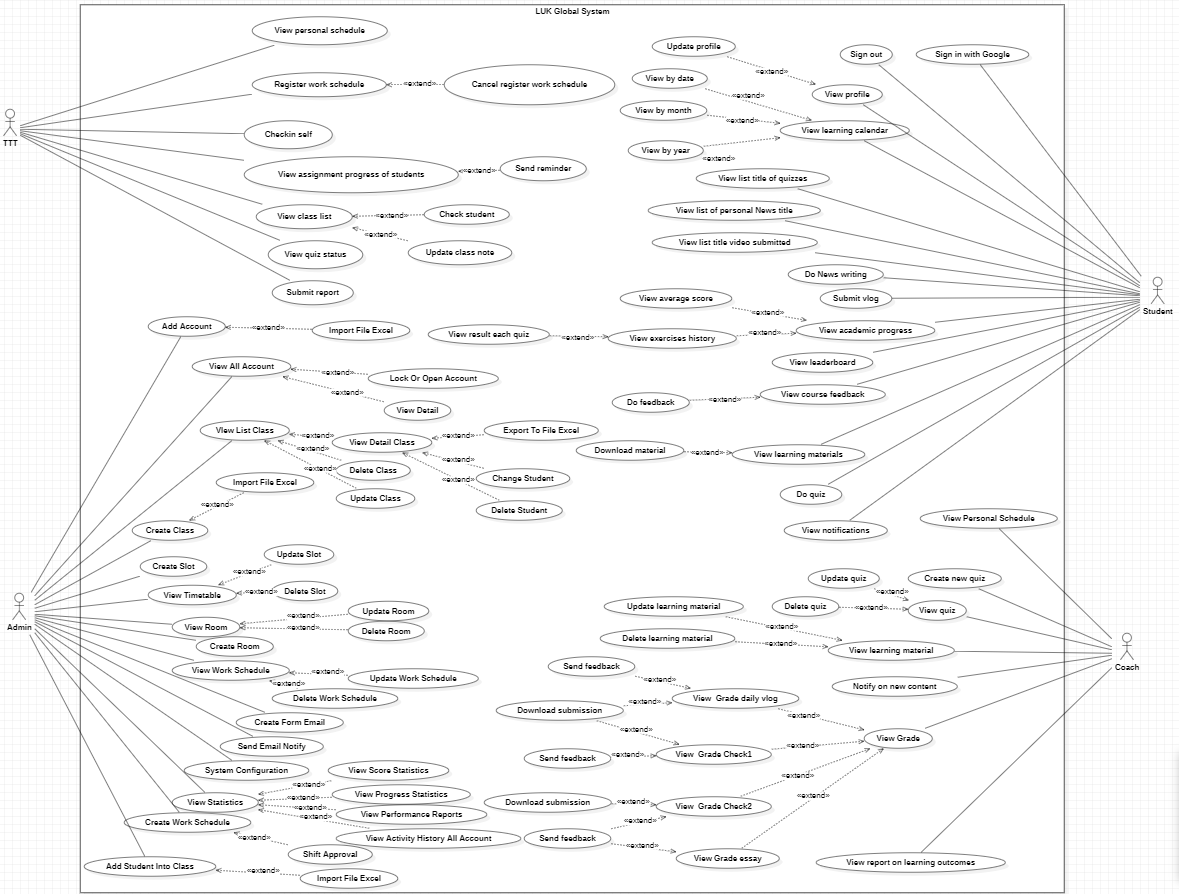 LUK Global System
View personal schedule
Register work schedule
«extend»
Cancel register work schedule
TTT
Checkin self
View assignment progress of students
«extend»
Send reminder
View class list
«extend»
Check student
«extend»
View quiz status
Update class note
Submit report
Update profile
«extend»
Sign out
Sign in with Google
View by date
«extend»
View profile
View by month
«extend»
View learning calendar
View by year
«extend»
View list title of quizzes
View list of personal News title
View list title video submitted
Do News writing
View average score
Submit vlog
«extend»
Student
View result each quiz
«extend»
View exercises history
«extend»
View academic progress
View leaderboard
Do feedback
«extend»
View course feedback
Download material
«extend»
View learning materials
Do quiz
View notifications
Add Account
«extend»
Import File Excel
View All Account
«extend»
Lock Or Open Account
«extend»
View Detail
View List Class
«extend»
View Detail Class
«extend»
Export To File Excel
«extend»
«extend»
«extend»
Delete Class
Change Student
«extend»
Import File Excel
Update Class
Delete Student
«extend»
Create Class
Create Slot
Update Slot
«extend»
View Timetable
«extend»
Delete Slot
Admin
View Room
«extend»
Update Room
«extend»
Delete Room
Create Room
View Work Schedule
«extend»
Update Work Schedule
«extend»
Delete Work Schedule
Create Form Email
Send Email Notify
System Configuration
View Score Statistics
«extend»
View Statistics
«extend»
View Progress Statistics
«extend»
View Performance Reports
«extend»
Create Work Schedule
View Activity History All Account
«extend»
Shift Approval
Add Student Into Class
«extend»
Import File Excel
View Personal Schedule
Update quiz
Create new quiz
«extend»
Delete quiz
«extend»
View quiz
Update learning material
«extend»
Delete learning material
«extend»
View learning material
Coach
Send feedback
«extend»
Notify on new content
Download submission
«extend»
View  Grade daily vlog
«extend»
«extend»
View Grade
Send feedback
«extend»
View  Grade Check1
«extend»
«extend»
Download submission
«extend»
View  Grade Check2
«extend»
«extend»
Send feedback
«extend»
View Grade essay
View report on learning outcomes